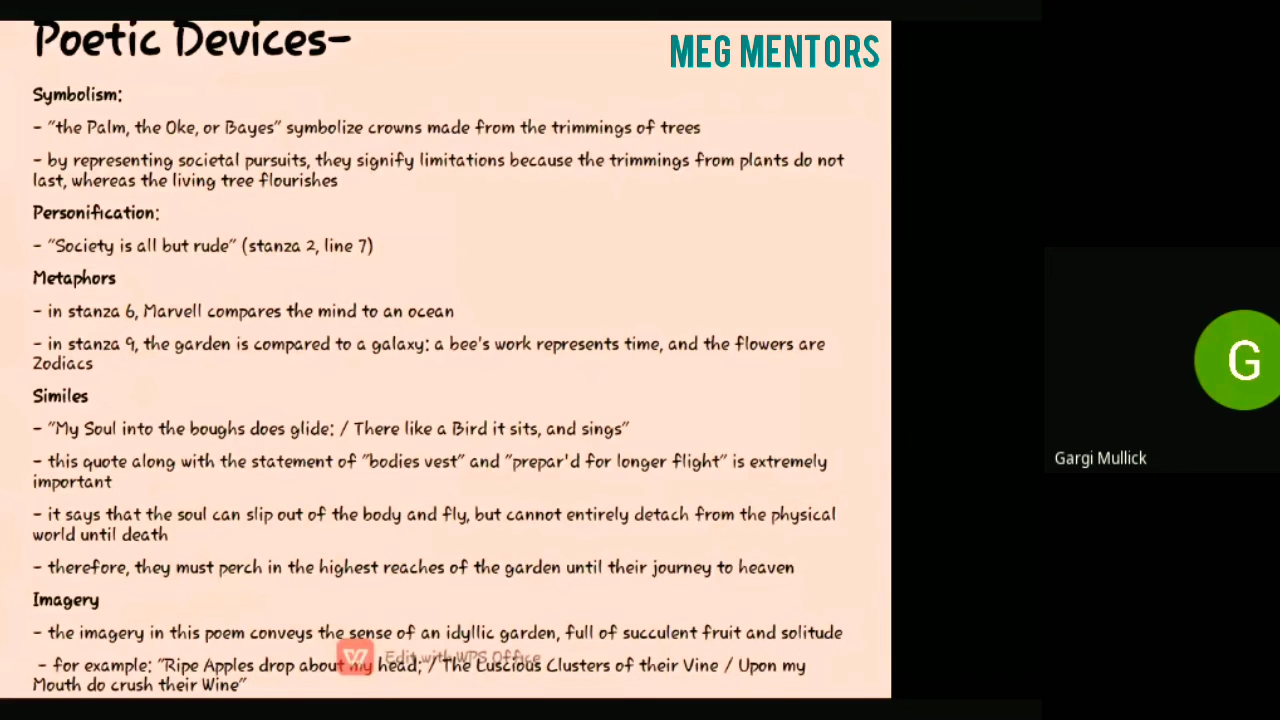 Poetic Devices-
MEG MENTORS
Symbolism:
- "the Palm, the Oke, or Bayes" symbolize crowns made from the trimmings of trees
- by representing societal pursuits, they signify limitations because the trimmings from plants do not
last, whereas the living tree flourishes
Personification:
- "Society is all but rude" (stanza 2, line 7)
Metaphors
- in stanza 6, Marvell compares the mind to an ocean
- in stanza 9, the garden is compared to a galaxy: a bee's work represents time, and the flowers are
Zodiacs
Similes
- "My Soul into the boughs does glide: / There like a Bird it sits, and sings"
- this quote along with the statement of "bodies vest" and "prepar'd for longer flight" is extremely
important
- it says that the soul can slip out of the body and fly, but cannot entirely detach from the physical
world until death
- therefore, they must perch in the highest reaches of the garden until their journey to heaven
Imagery
- the imagery in this poem conveys the sense of an idyllic garden, full of succulent fruit and solitude
- for example: "Ripe Apples drop about my head; / The Luscious Clusters of their Vine / Upon my
Mouth do crush their Wine"
Edit with WPS Office
G
Gargi Mullick